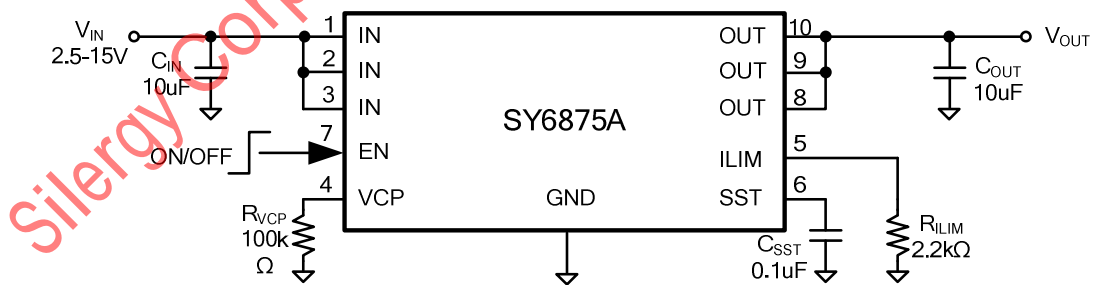 Silergy Corp
V_IN
2.5-15V
C_IN
10uF
ON/OFF
R_VCP
100k
Ω
1
2
3
7
4
IN
IN
IN
EN
VCP
SY6875A
GND
OUT
OUT
OUT
ILIM
SST
10
9
8
5
6
V_OUT
C_OUT
10uF
C_SST
0.1uF
R_ILIM
2.2kΩ